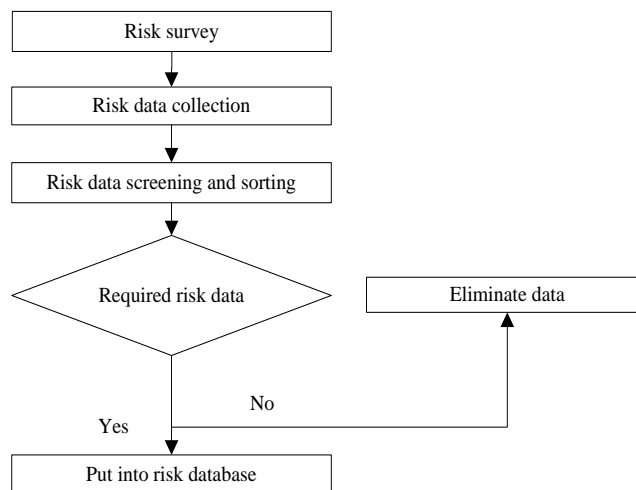 Risk survey
Risk data collection
Risk data screening and sorting
Required risk data
Eliminate data
No
Yes
Put into risk database